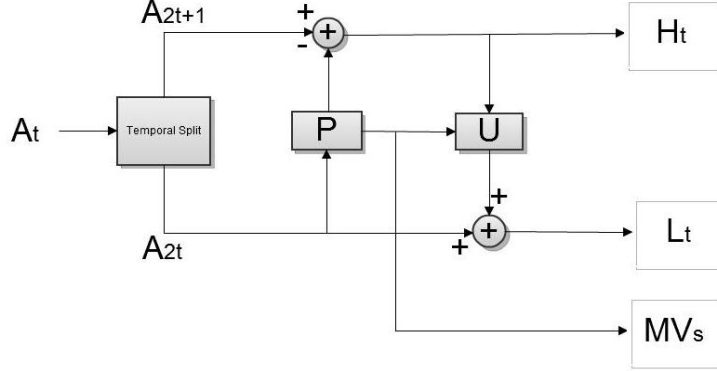 A2t+1
+
-
+
Ht
At
Temporal Split
P
U
+
+
+
Lt
A2t
MVs